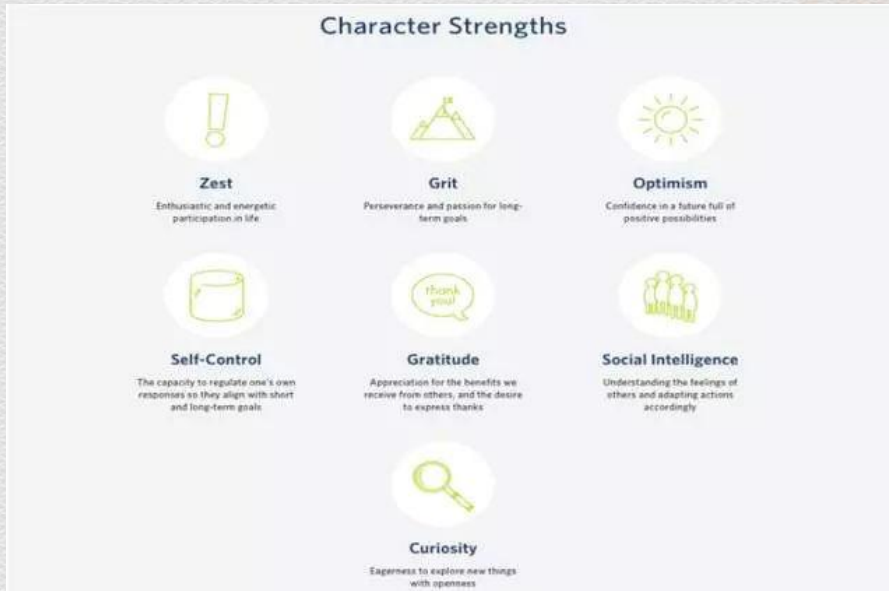 Character Strengths
Zest
Enthusiastic and energetic
participation in life
Grit
Perseverance and passion for long-
term goals
Optimism
Confidence in a future full of
positive possibilities
Self-Control
The capacity to regulate one's own
responses so they align with short
and long-term goals
thank
you!
Gratitude
Appreciation for the benefits we
receive from others, and the desire
to express thanks
Social Intelligence
Understanding the feelings of
others and adapting actions
accordingly
Curiosity
Eagerness to explore new things
with openness